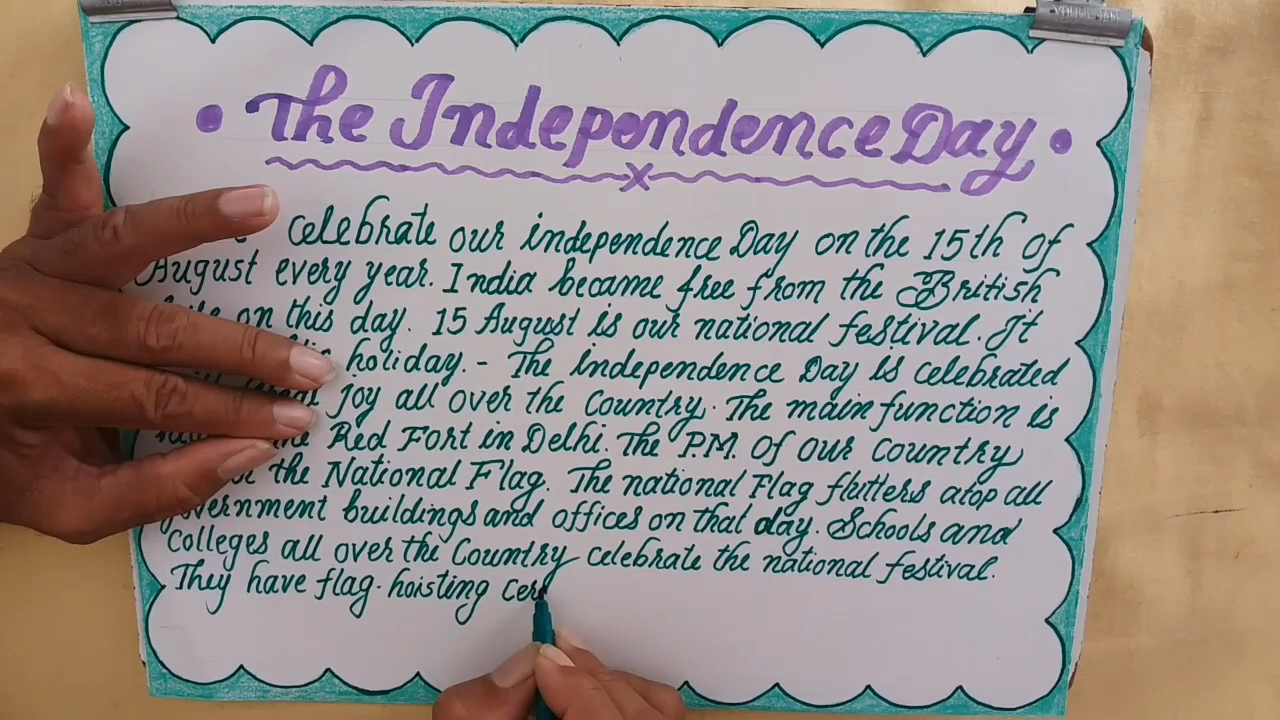 The Independence Day
celebrate our independence Day on the 15th of
August every year. India became free from the British
on this day. 15 August is our national festival. It
holiday. - The independence Day is celebrated
joy all over the Country. The main function is
the Red Fort in Delhi. The P.M. of our country
the National Flag. The national Flag flutters atop all
government buildings and offices on that day. Schools and
colleges all over the Country celebrate the national festival.
They have flag-hoisting cer